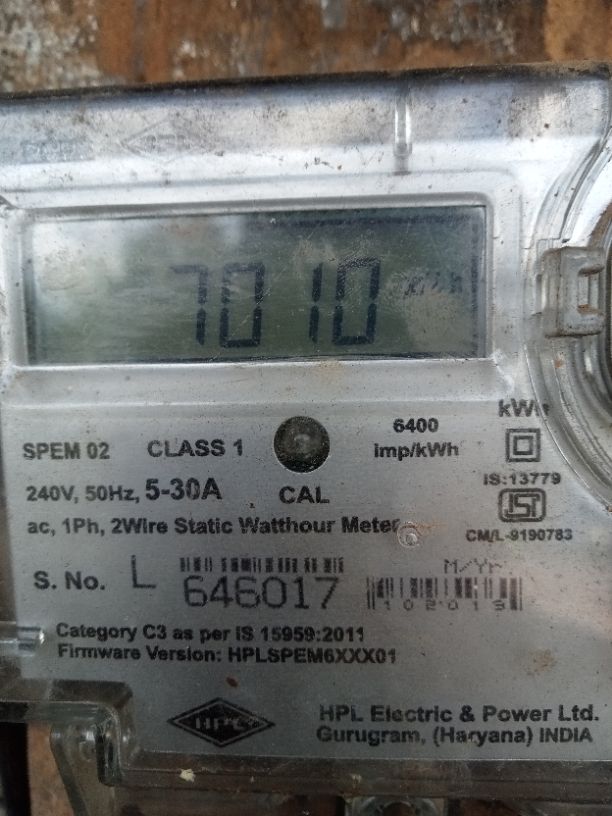 7010 kWh
SPEM 02 CLASS 1 6400 imp/kWh kWh
240V, 50Hz, 5-30A CAL IS:13779
ac, 1Ph, 2Wire Static Watthour Meter CM/L-9190783
S. No. L 646017 M/Yr 102013
Category C3 as per IS 15959:2011
Firmware Version: HPLSPEM6XXX01
HPL HPL Electric & Power Ltd.
Gurugram, (Haryana) INDIA